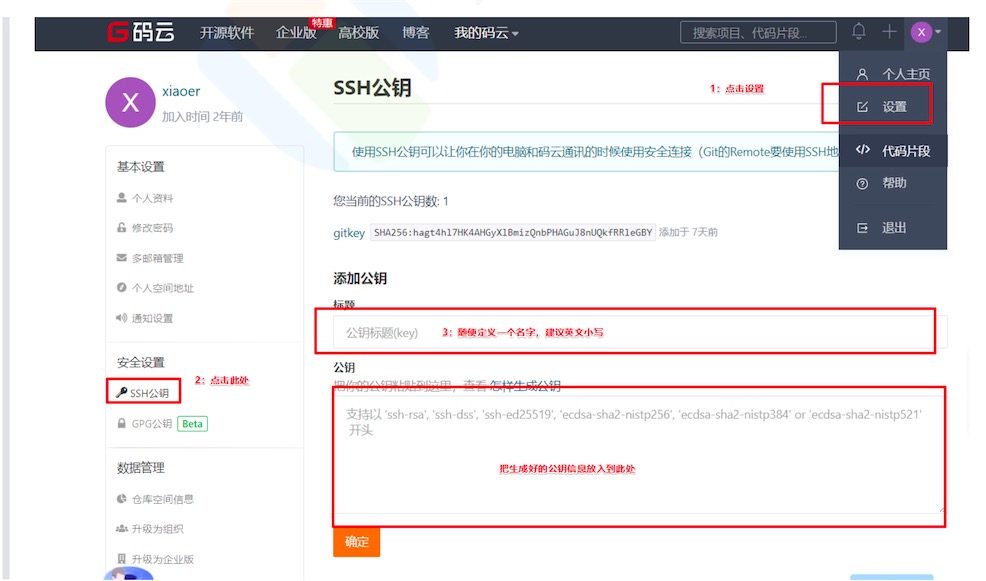 码云 开源软件 企业版 特惠 高校版 博客 我的码云 搜索项目、代码片段... X
X xiaoer
加入时间 2年前
SSH公钥
1：点击设置
个人主页
设置
代码片段
帮助
退出
使用SSH公钥可以让你在你的电脑和码云通讯的时候使用安全连接（Git的Remote要使用SSH地
基本设置
个人资料
修改密码
多邮箱管理
个人空间地址
通知设置
安全设置
SSH公钥
2：点击此处
GPG公钥 Beta
数据管理
仓库空间信息
升级为组织
升级为企业版
您当前的SSH公钥数: 1
gitkey SHA256:hagt4hl7HK4AHGyXlBmizQnbPHAGuJ8nUQkfRRleGBY 添加于 7天前
添加公钥
标题
公钥标题(key) 3：随便定义一个名字，建议英文小写
公钥
把你的公钥粘贴到这里，查看 怎样生成公钥
支持以 'ssh-rsa', 'ssh-dss', 'ssh-ed25519', 'ecdsa-sha2-nistp256', 'ecdsa-sha2-nistp384' or 'ecdsa-sha2-nistp521'
开头
把生成好的公钥信息放入到此处
确定